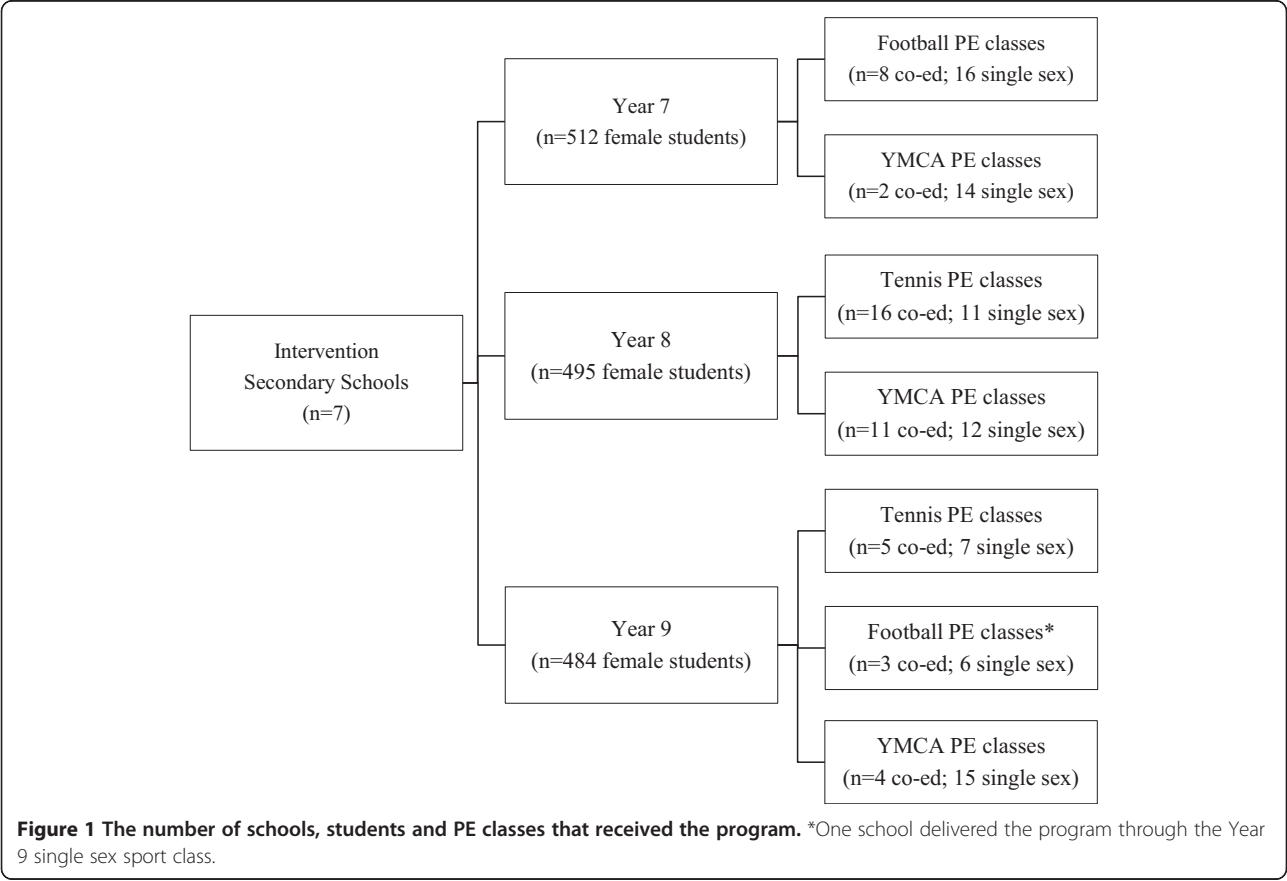 Intervention
Secondary Schools
(n=7)
Year 7
(n=512 female students)
Football PE classes
(n=8 co-ed; 16 single sex)
YMCA PE classes
(n=2 co-ed; 14 single sex)
Year 8
(n=495 female students)
Tennis PE classes
(n=16 co-ed; 11 single sex)
YMCA PE classes
(n=11 co-ed; 12 single sex)
Year 9
(n=484 female students)
Tennis PE classes
(n=5 co-ed; 7 single sex)
Football PE classes*
(n=3 co-ed; 6 single sex)
YMCA PE classes
(n=4 co-ed; 15 single sex)
Figure 1 The number of schools, students and PE classes that received the program. *One school delivered the program through the Year
9 single sex sport class.